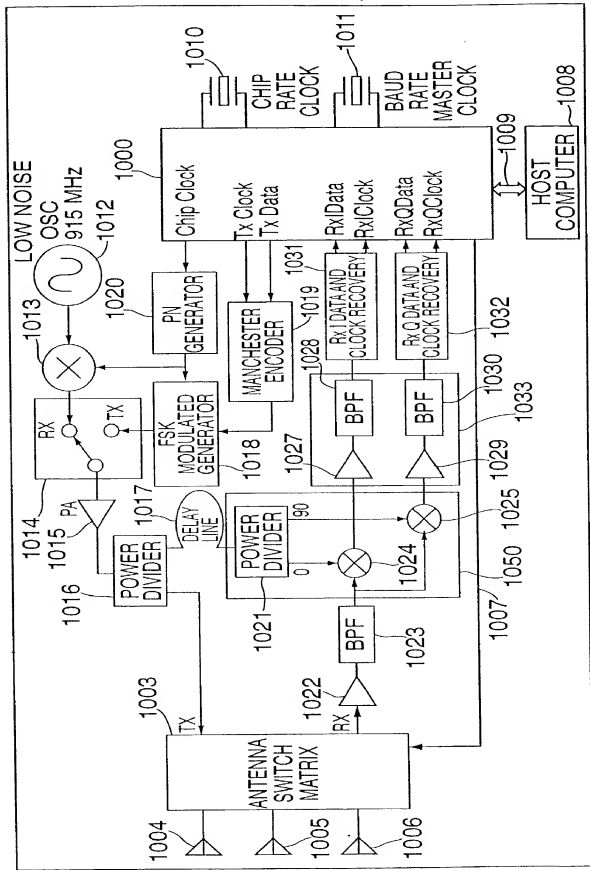 LOW NOISE
OSC
915 MHz
1012
1013
1020
PN
GENERATOR
1000
Chip Clock
Tx Clock
Tx Data
RxIData
RxIClock
RxQData
RxQClock
1010
CHIP
RATE
CLOCK
1011
BAUD
RATE
MASTER
CLOCK
1009
HOST
COMPUTER
1008
RX
TX
1014
PA
1015
1016
POWER
DIVIDER
1017
DELAY
LINE
FSK
MODULATED
GENERATOR
1018
MANCHESTER
ENCODER
1019
1031
Rx I DATA AND
CLOCK RECOVERY
Rx Q DATA AND
CLOCK RECOVERY
1032
1028
BPF
1027
BPF
1030
1029
1033
POWER
DIVIDER
0
90
1021
1024
1025
1050
1007
BPF
1023
1022
RX
TX
1003
ANTENNA
SWITCH
MATRIX
1004
1005
1006